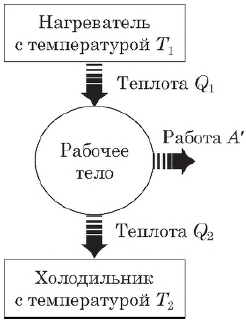 Нагреватель
с температурой T₁
Теплота Q₁
Работа A′
Рабочее
тело
Теплота Q₂
Холодильник
с температурой T₂